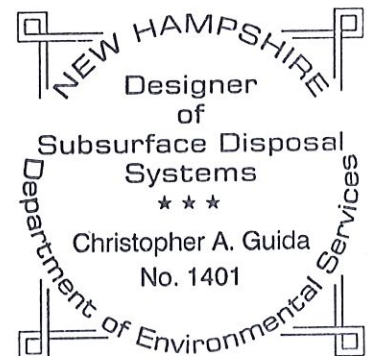 NEW HAMPSHIRE
Designer
of
Subsurface Disposal
Systems
★ ★ ★
Christopher A. Guida
No. 1401
Department of Environmental Services